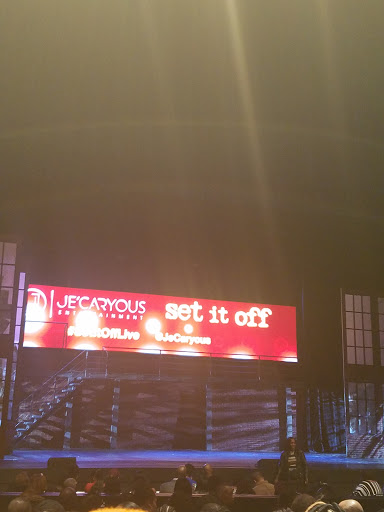 JE'CARYOUS
ENTERTAINMENT
set it off
#SetItOffLive
@JeCaryous